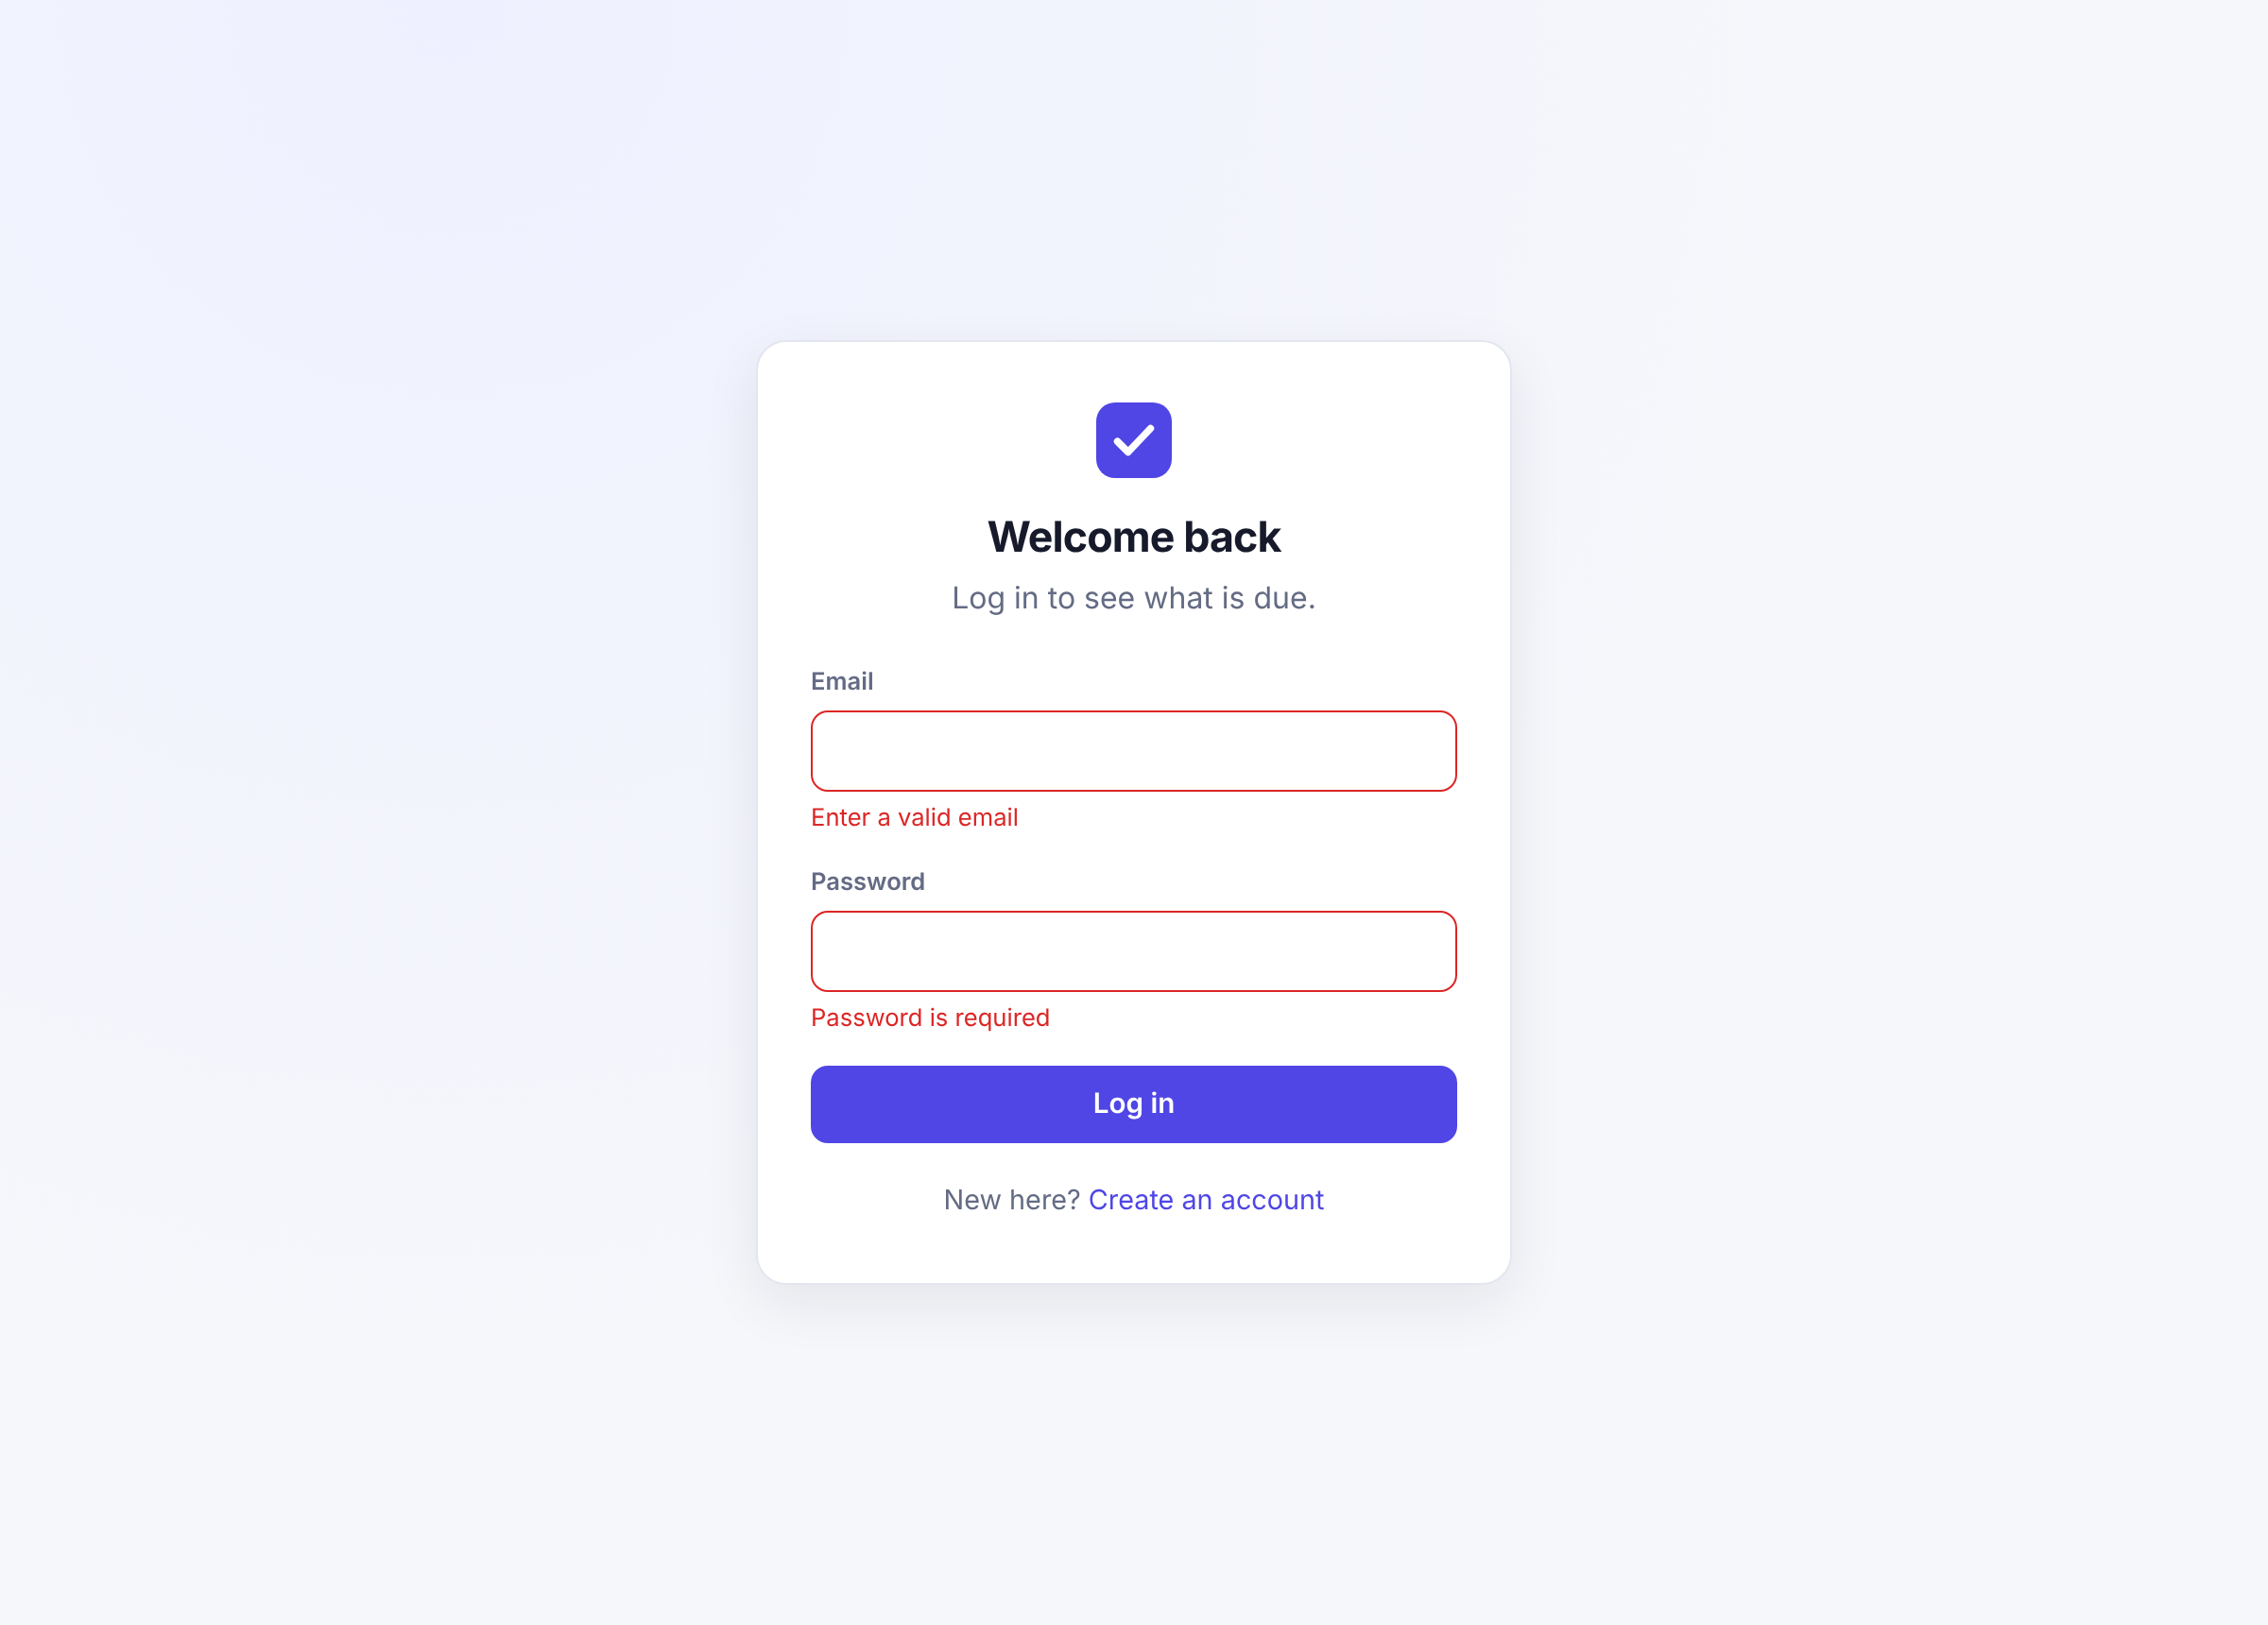 Welcome back
Log in to see what is due.
Email
Enter a valid email
Password
Password is required
Log in
New here? Create an account